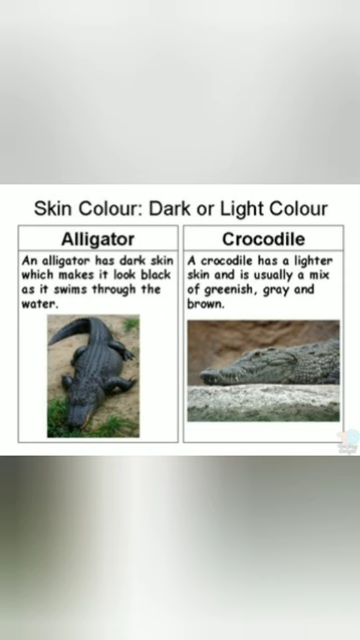 Skin Colour: Dark or Light Colour
Alligator
An alligator has dark skin
which makes it look black
as it swims through the
water.
Crocodile
A crocodile has a lighter
skin and is usually a mix
of greenish, gray and
brown.